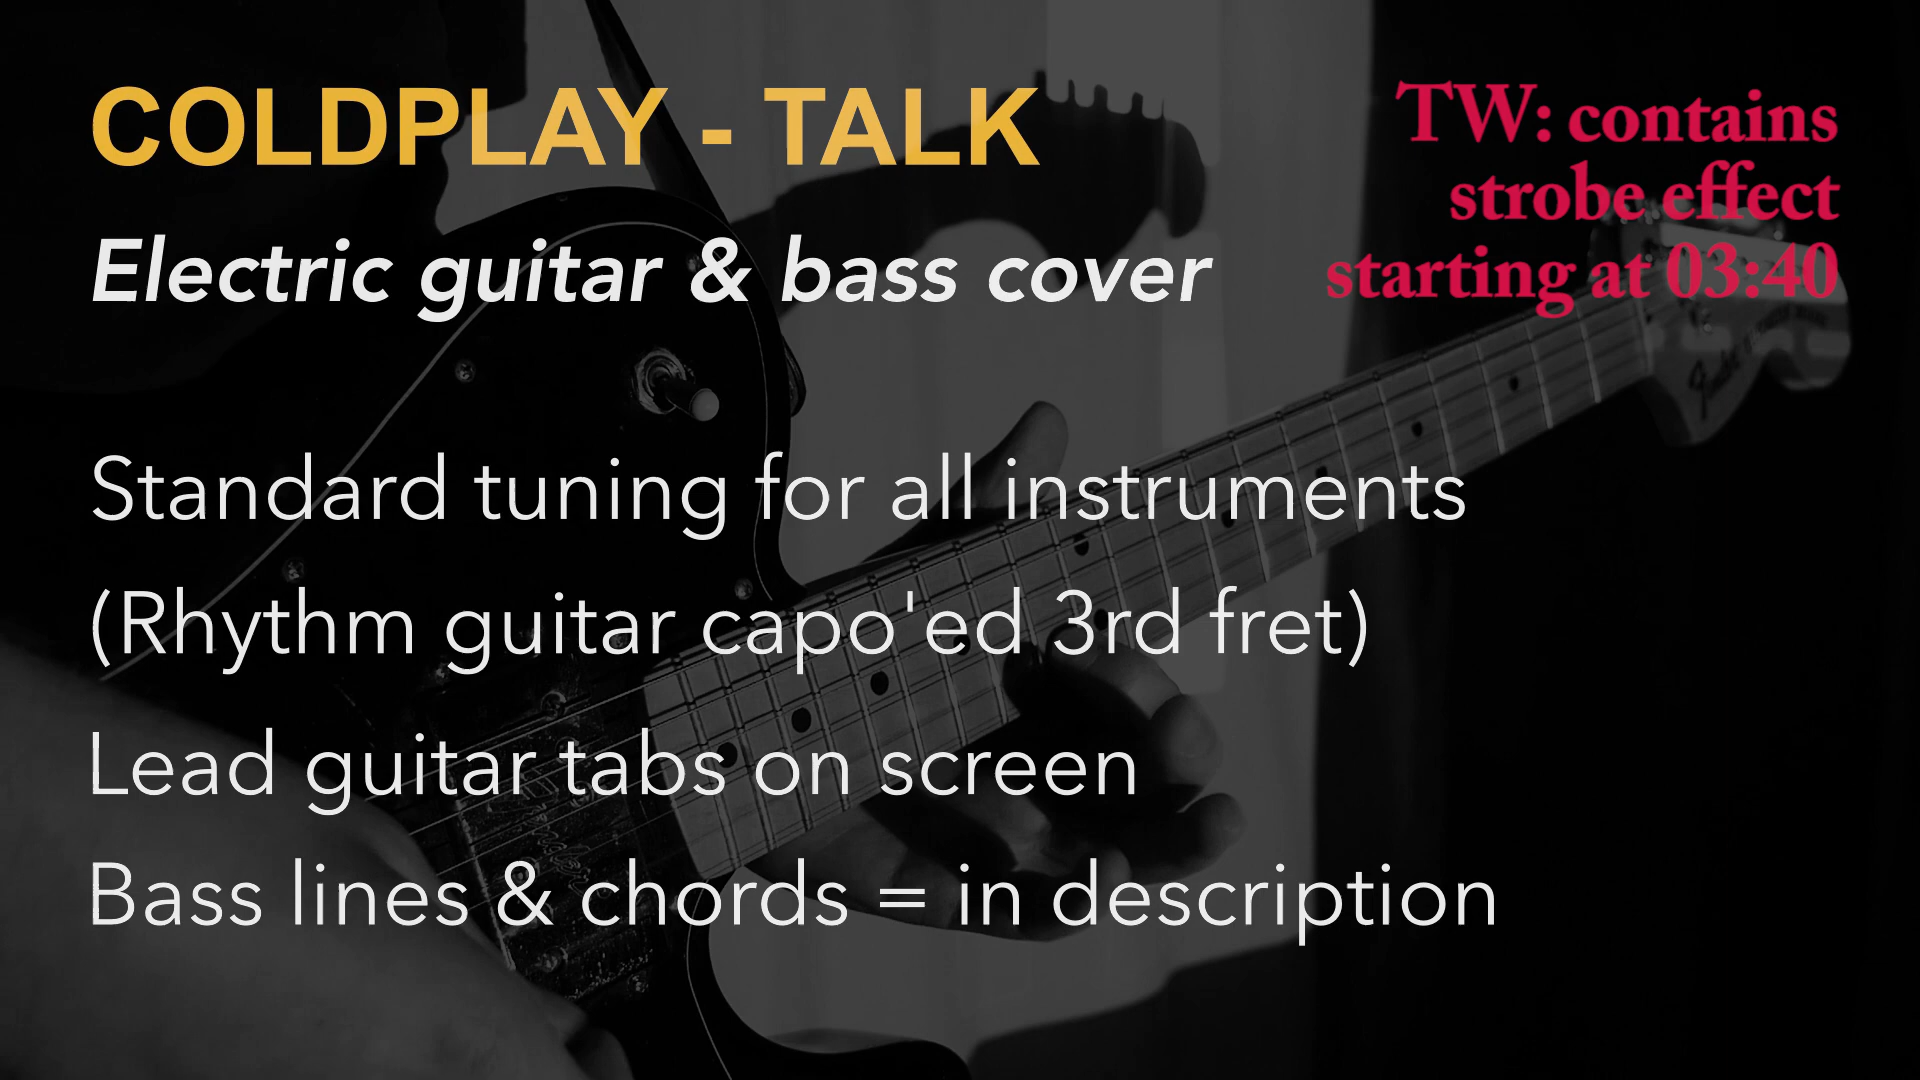 COLDPLAY - TALK
TW: contains
strobe effect
starting at 03:40
Electric guitar & bass cover
Standard tuning for all instruments
(Rhythm guitar capo'ed 3rd fret)
Lead guitar tabs on screen
Bass lines & chords = in description
Fender